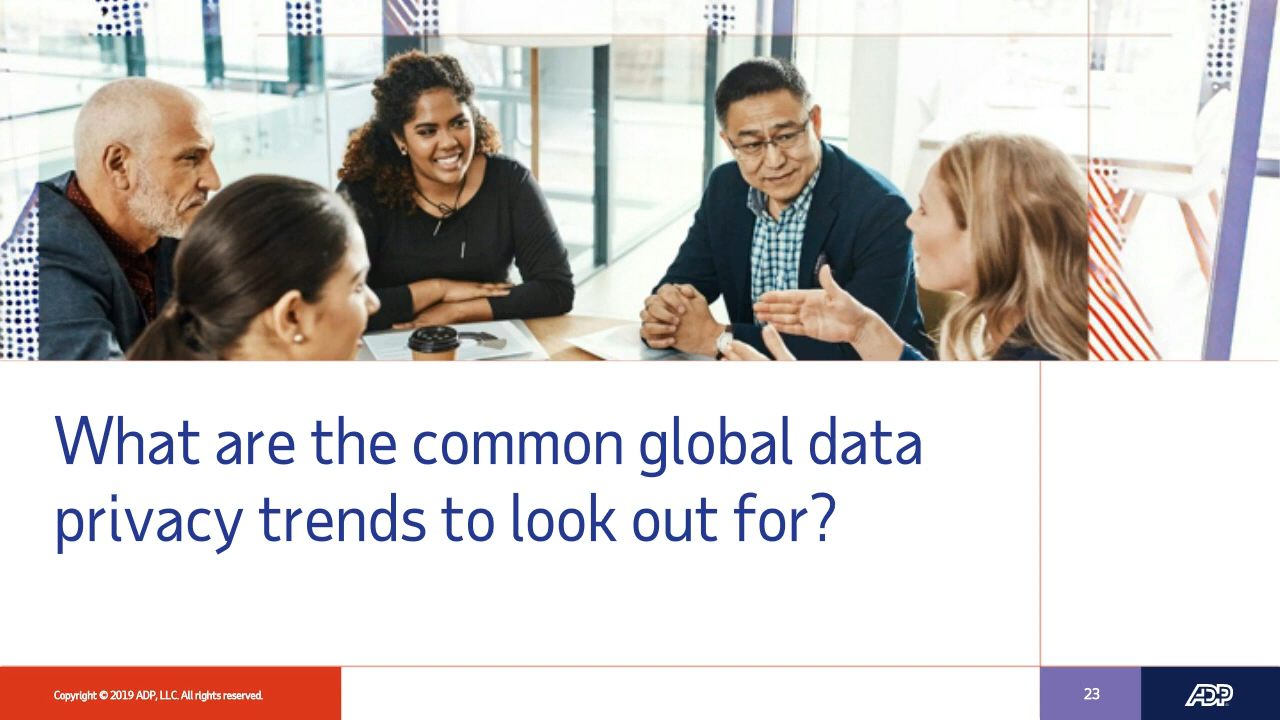 What are the common global data
privacy trends to look out for?
Copyright © 2019 ADP, LLC. All rights reserved.
23
ADP